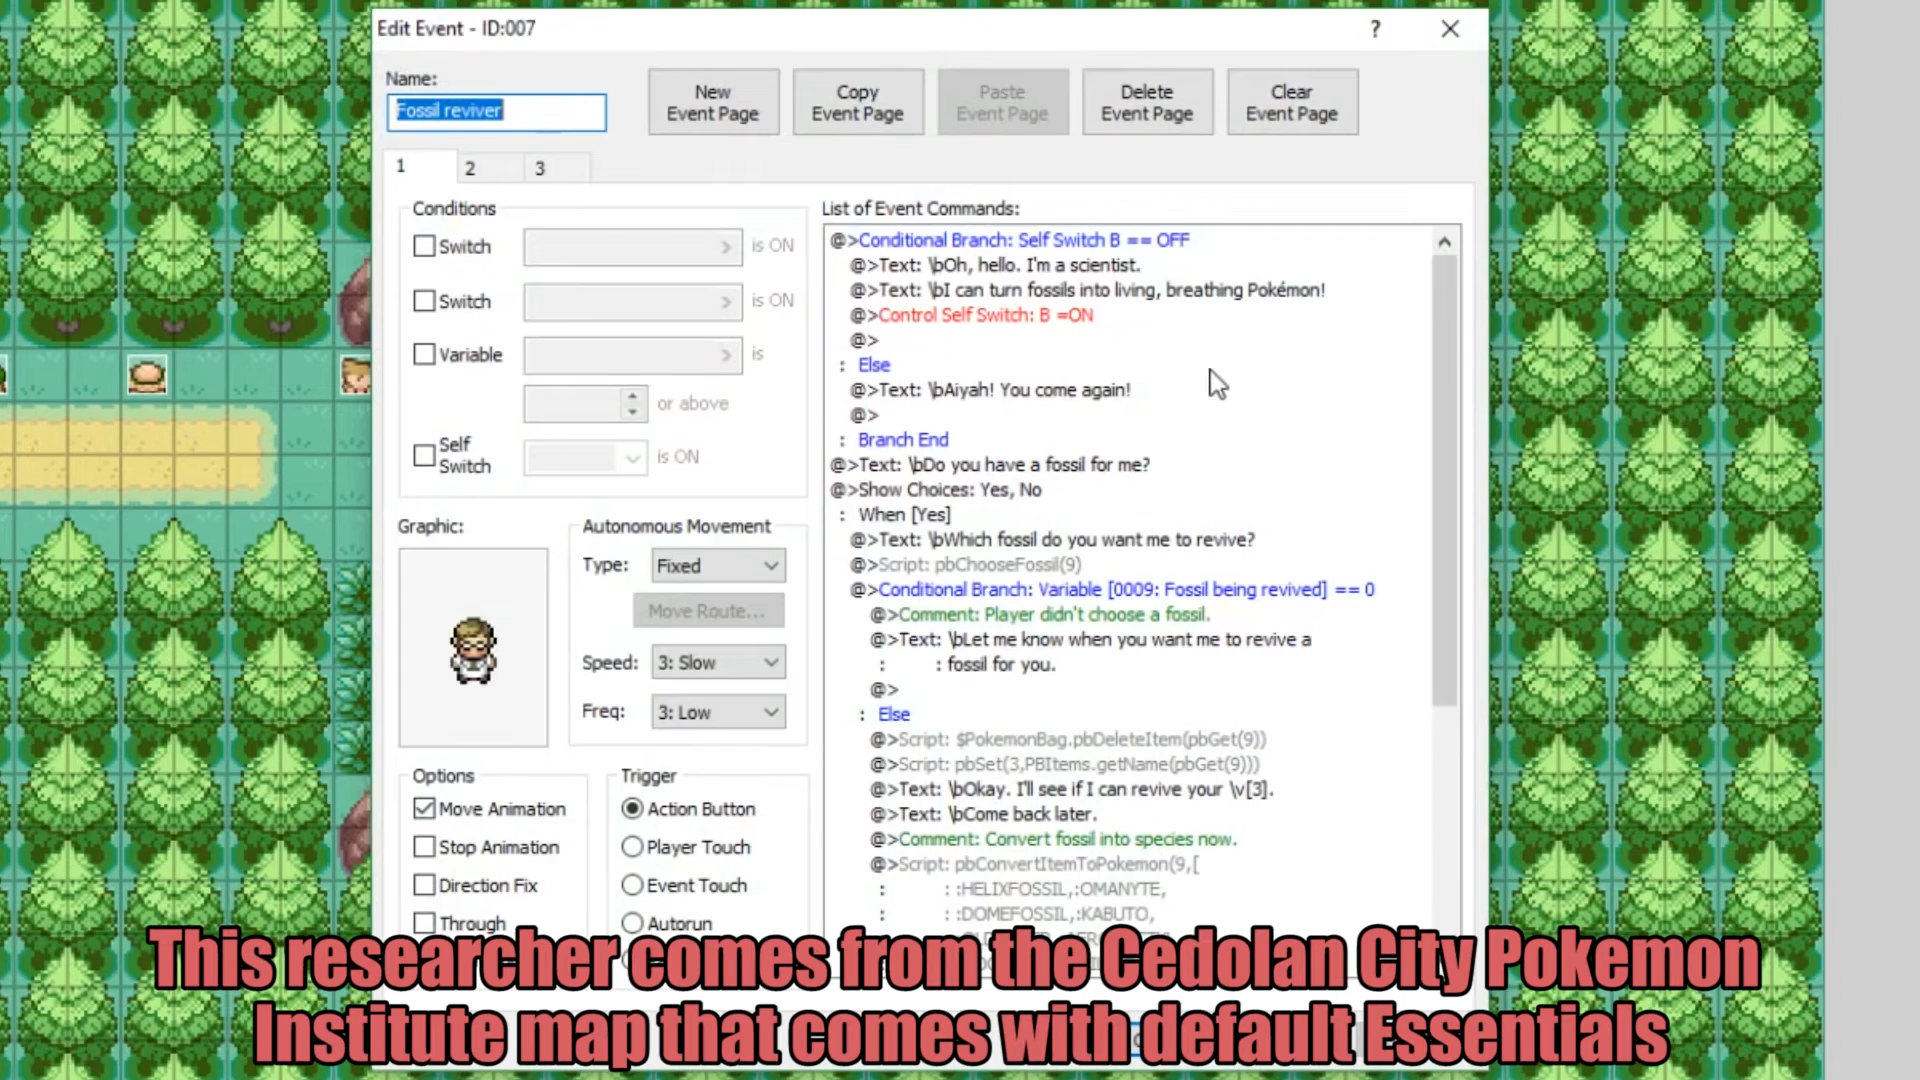 Edit Event - ID:007
?
Name:
Fossil reviver
New
Event Page
Copy
Event Page
Paste
Event Page
Delete
Event Page
Clear
Event Page
1
2
3
Conditions
Switch
is ON
Switch
is ON
Variable
is
or above
Self
Switch
is ON
Graphic:
Autonomous Movement
Type:
Fixed
Move Route...
Speed:
3: Slow
Freq:
3: Low
Options
Move Animation
Stop Animation
Direction Fix
Through
Trigger
Action Button
Player Touch
Event Touch
Autorun
List of Event Commands:
@>Conditional Branch: Self Switch B == OFF
@>Text: \bOh, hello. I'm a scientist.
@>Text: \bI can turn fossils into living, breathing Pokémon!
@>Control Self Switch: B =ON
@>
: Else
@>Text: \bAiyah! You come again!
@>
: Branch End
@>Text: \bDo you have a fossil for me?
@>Show Choices: Yes, No
: When [Yes]
@>Text: \bWhich fossil do you want me to revive?
@>Script: pbChooseFossil(9)
@>Conditional Branch: Variable [0009: Fossil being revived] == 0
@>Comment: Player didn't choose a fossil.
@>Text: \bLet me know when you want me to revive a
: : fossil for you.
@>
: Else
@>Script: $PokemonBag.pbDeleteItem(pbGet(9))
@>Script: pbSet(3,PBItems.getName(pbGet(9)))
@>Text: \bOkay. I'll see if I can revive your \v[3].
@>Text: \bCome back later.
@>Comment: Convert fossil into species now.
@>Script: pbConvertItemToPokemon(9,[
: : :HELIXFOSSIL,:OMANYTE,
: : :DOMEFOSSIL,:KABUTO,
This researcher comes from the Cedolan City Pokemon
Institute map that comes with default Essentials